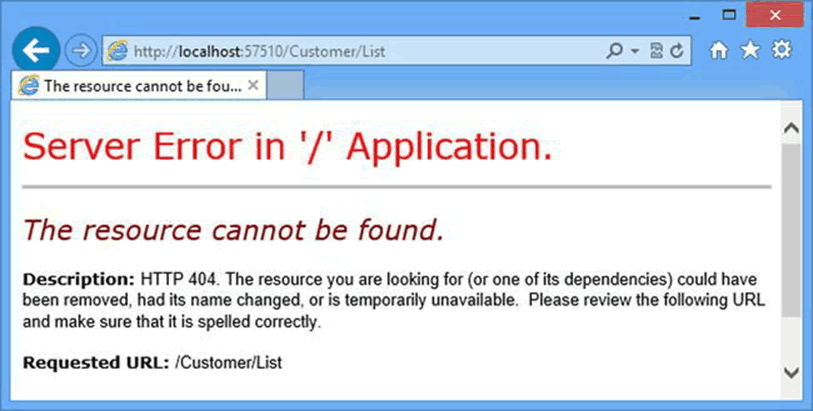 http://localhost:57510/Customer/List
The resource cannot be fou...
Server Error in '/' Application.
The resource cannot be found.
Description: HTTP 404. The resource you are looking for (or one of its dependencies) could have
been removed, had its name changed, or is temporarily unavailable.  Please review the following URL
and make sure that it is spelled correctly.
Requested URL: /Customer/List